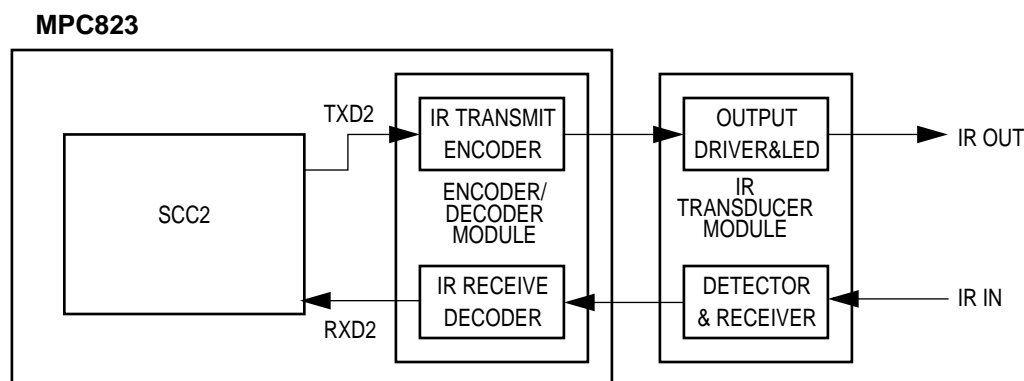 MPC823
TXD2
IR TRANSMIT
ENCODER
OUTPUT
DRIVER&LED
IR OUT
SCC2
ENCODER/
DECODER
MODULE
IR
TRANSDUCER
MODULE
IR RECEIVE
DECODER
DETECTOR
& RECEIVER
IR IN
RXD2